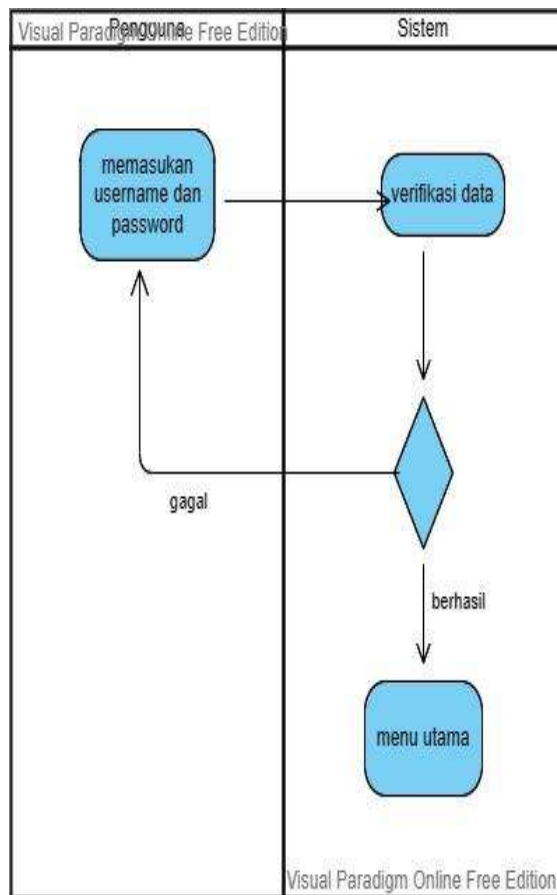 Visual Paradigm Online Free Edition
Pengguna
Sistem
memasukan
username dan
password
verifikasi data
gagal
berhasil
menu utama
Visual Paradigm Online Free Edition